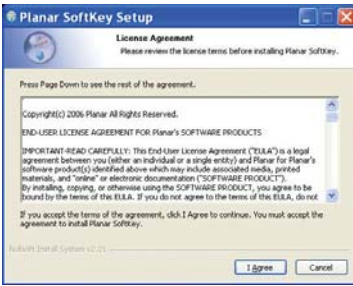 Planar SoftKey Setup
License Agreement
Please review the license terms before installing Planar SoftKey.
Press Page Down to see the rest of the agreement.
Copyright(c) 2006 Planar All Rights Reserved.
END-USER LICENSE AGREEMENT FOR Planar's SOFTWARE PRODUCTS
IMPORTANT-READ CAREFULLY: This End-User License Agreement ("EULA") is a legal
agreement between you (either an individual or a single entity) and Planar for Planar's
software product(s) identified above which may include associated media, printed
materials, and "online" or electronic documentation ("SOFTWARE PRODUCT").
By installing, copying, or otherwise using the SOFTWARE PRODUCT, you agree to be
bound by the terms of this EULA. If you do not agree to the terms of this EULA, do not
If you accept the terms of the agreement, click I Agree to continue. You must accept the
agreement to install Planar SoftKey.
Nullsoft Install System v2.21
I Agree
Cancel